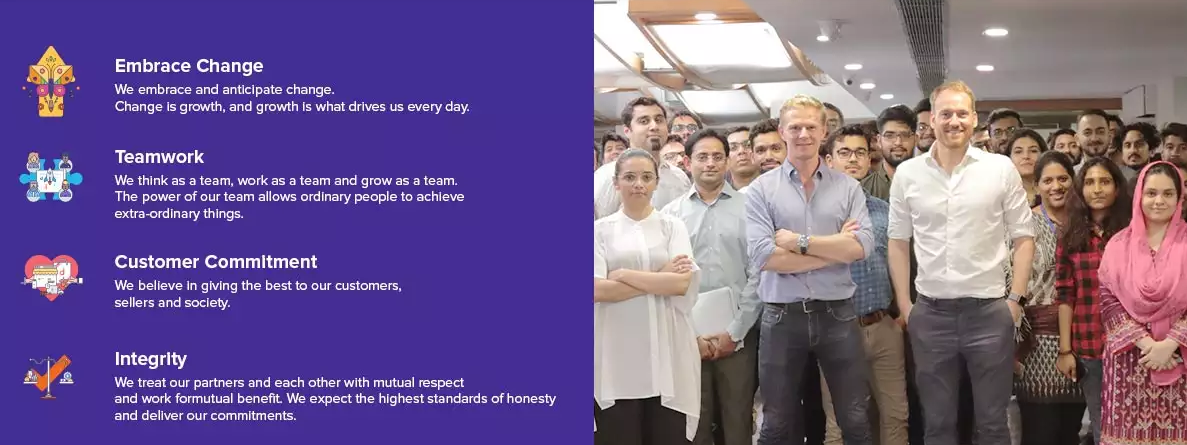 Embrace Change
We embrace and anticipate change.
Change is growth, and growth is what drives us every day.
Teamwork
We think as a team, work as a team and grow as a team.
The power of our team allows ordinary people to achieve
extra-ordinary things.
Customer Commitment
We believe in giving the best to our customers,
sellers and society.
Integrity
We treat our partners and each other with mutual respect
and work formutual benefit. We expect the highest standards of honesty
and deliver our commitments.